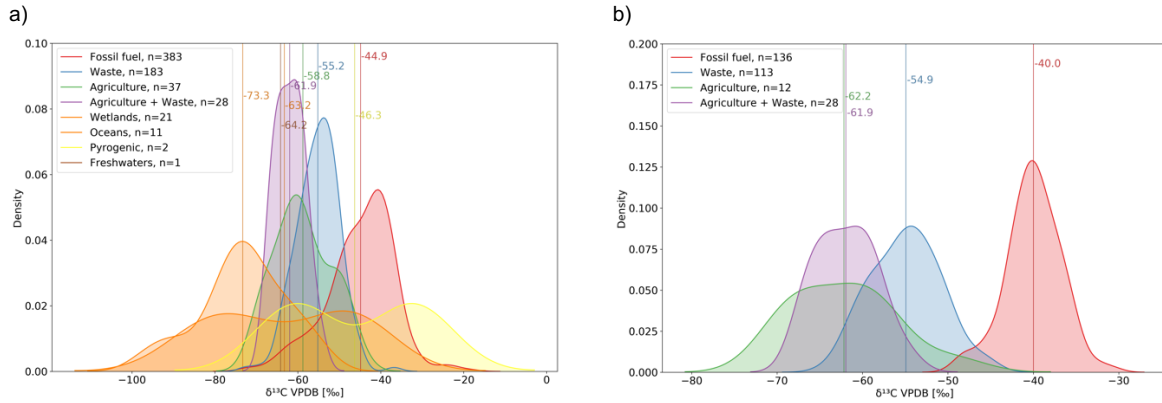 a)
0.10
0.08
0.06
0.04
0.02
0.00
Density
Fossil fuel, n=383
Waste, n=183
Agriculture, n=37
Agriculture + Waste, n=28
Wetlands, n=21
Oceans, n=11
Pyrogenic, n=2
Freshwaters, n=1
-44.9
-55.2
-58.8
-61.9
-73.3
-63.2
-46.3
-64.2
−100
−80
−60
−40
−20
0
δ¹³C VPDB [‰]
b)
0.200
0.175
0.150
0.125
0.100
0.075
0.050
0.025
0.000
Density
Fossil fuel, n=136
Waste, n=113
Agriculture, n=12
Agriculture + Waste, n=28
-40.0
-54.9
-62.2
-61.9
−80
−70
−60
−50
−40
−30
δ¹³C VPDB [‰]